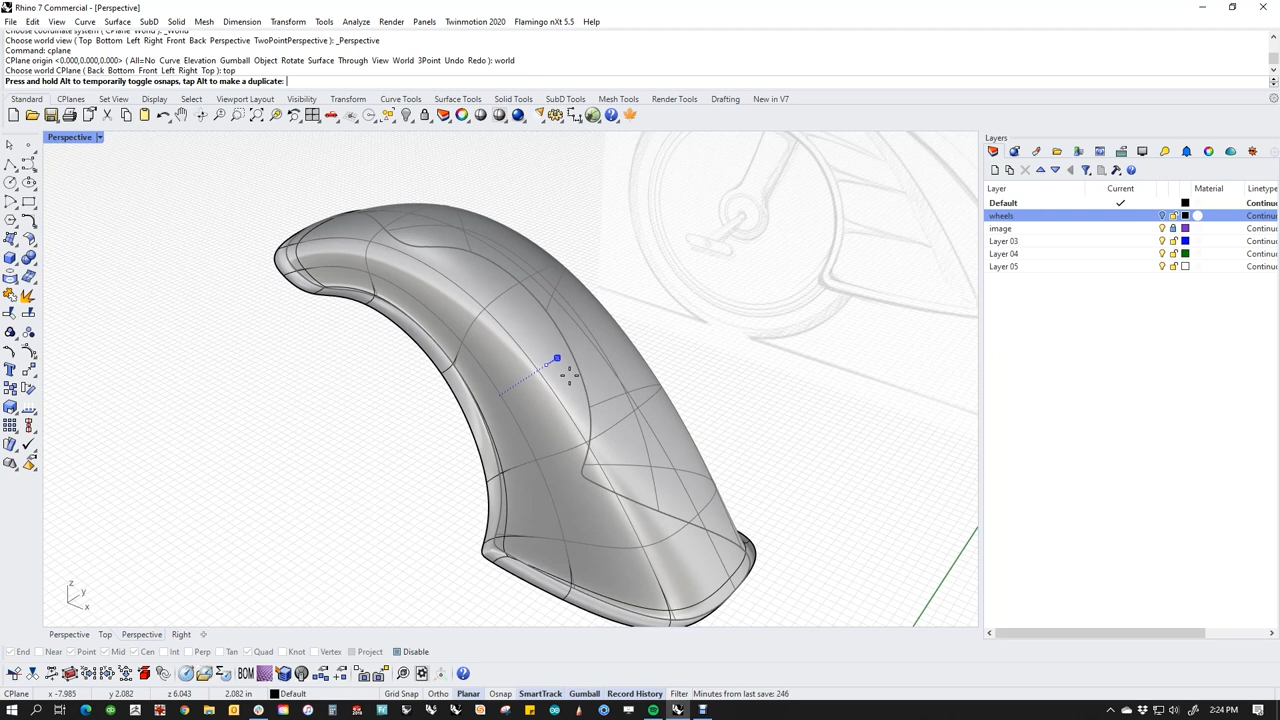 Rhino 7 Commercial - [Perspective]
File Edit View Curve Surface SubD Solid Mesh Dimension Transform Tools Analyze Render Panels Twinmotion 2020 Flamingo nXt 5.5 Help
Choose world view ( Top Bottom Left Right Front Back Perspective TwoPointPerspective ): _Perspective
Command: cplane
CPlane origin <0.000,0.000,0.000> ( All=No Curve Elevation Gumball Object Rotate Surface Through View World 3Point Undo Redo ): world
Choose world CPlane ( Back Bottom Front Left Right Top ): top
Press and hold Alt to temporarily toggle osnaps, tap Alt to make a duplicate:
Standard CPlanes Set View Display Select Viewport Layout Visibility Transform Curve Tools Surface Tools Solid Tools SubD Tools Mesh Tools Render Tools Drafting New in V7
Perspective
Layers
Layer Current Material Linetype
Default Continu
wheels Continu
image Continu
Layer 03 Continu
Layer 04 Continu
Layer 05 Continu
z
y
x
Perspective Top Perspective Right
End Near Point Mid Cen Int Perp Tan Quad Knot Vertex Project Disable
BOM
CPlane x -7.985 y 2.082 z 6.043 2.082 in Default Grid Snap Ortho Planar Osnap SmartTrack Gumball Record History Filter Minutes from last save: 246
2:24 PM